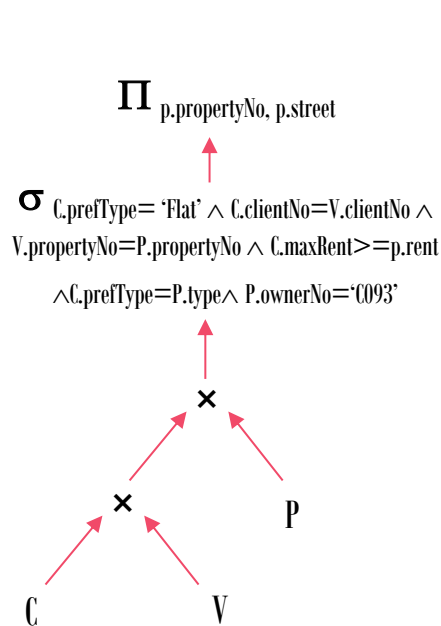 Π p.propertyNo, p.street
σ C.prefType= ‘Flat’ ∧ C.clientNo=V.clientNo ∧
V.propertyNo=P.propertyNo ∧ C.maxRent>=p.rent
∧C.prefType=P.type∧ P.ownerNo=‘C093’
×
×
P
C
V